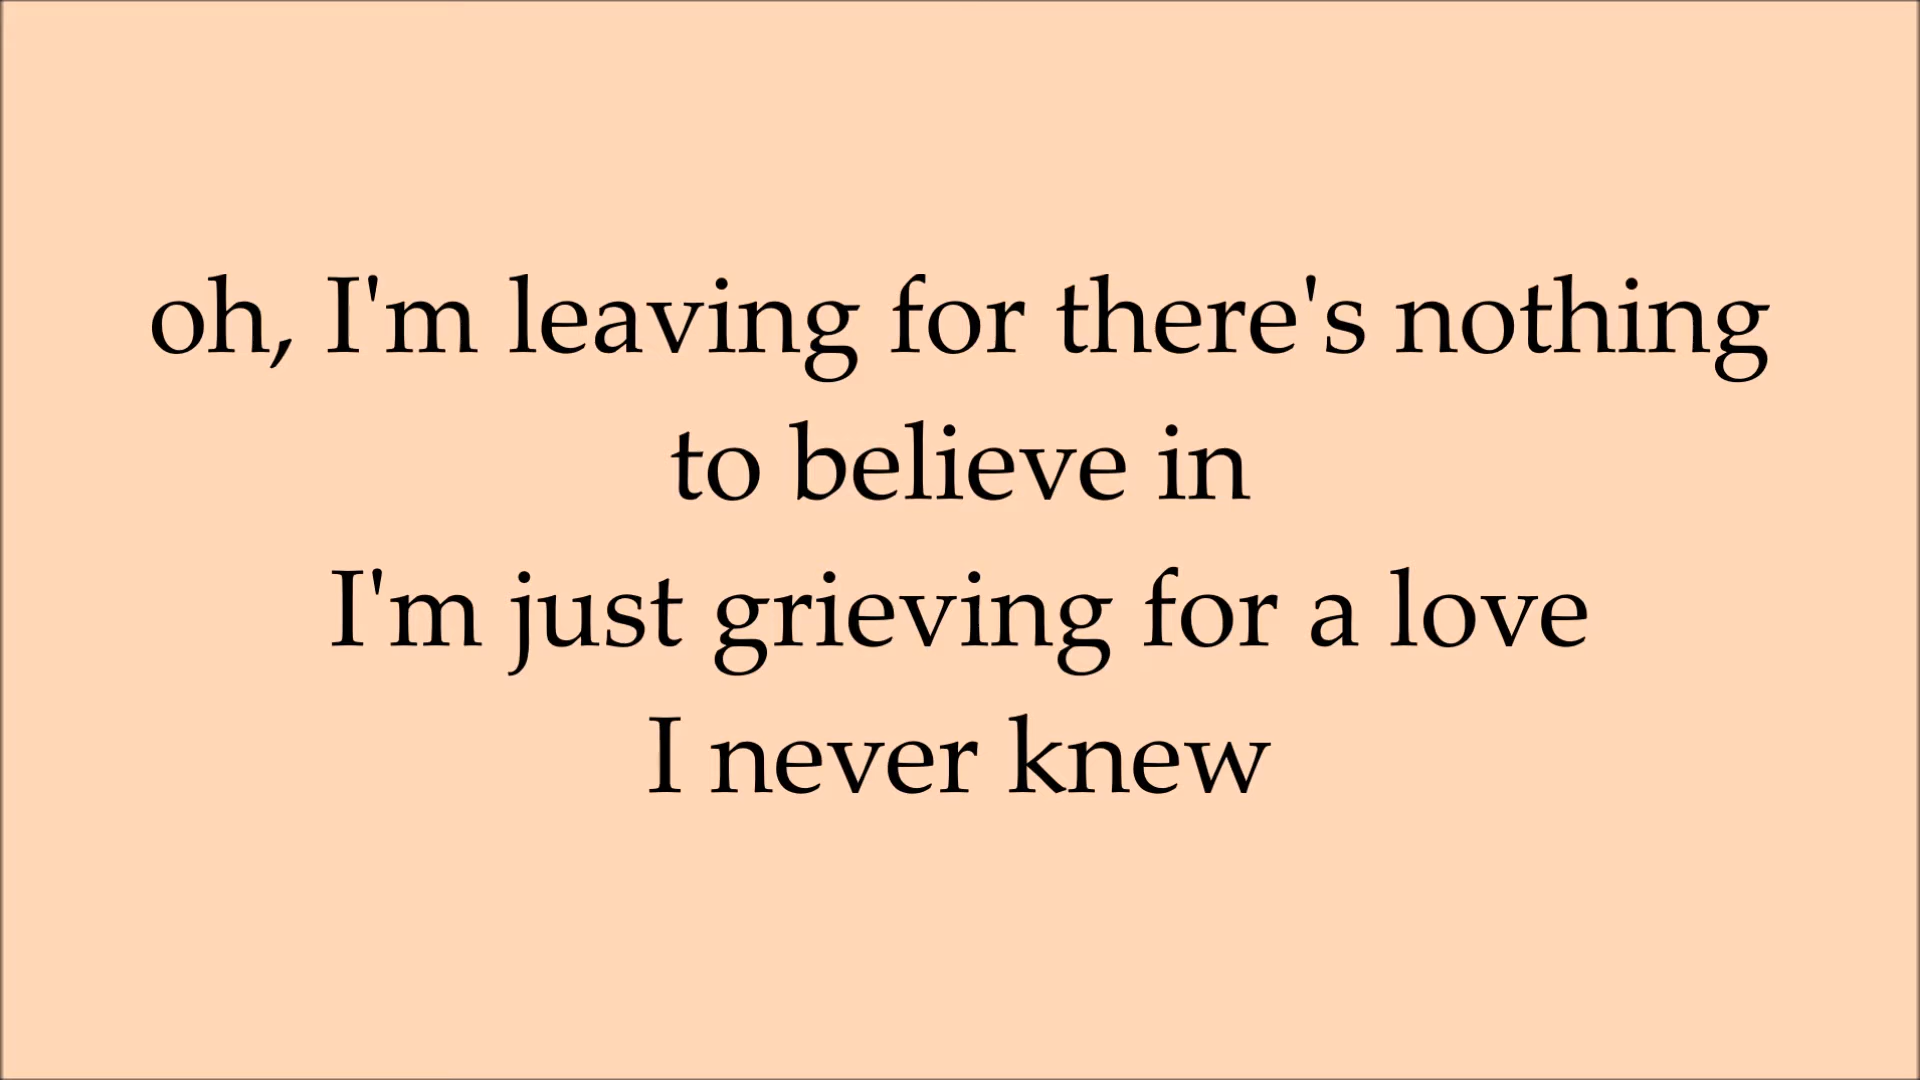 oh, I'm leaving for there's nothing
to believe in
I'm just grieving for a love
I never knew